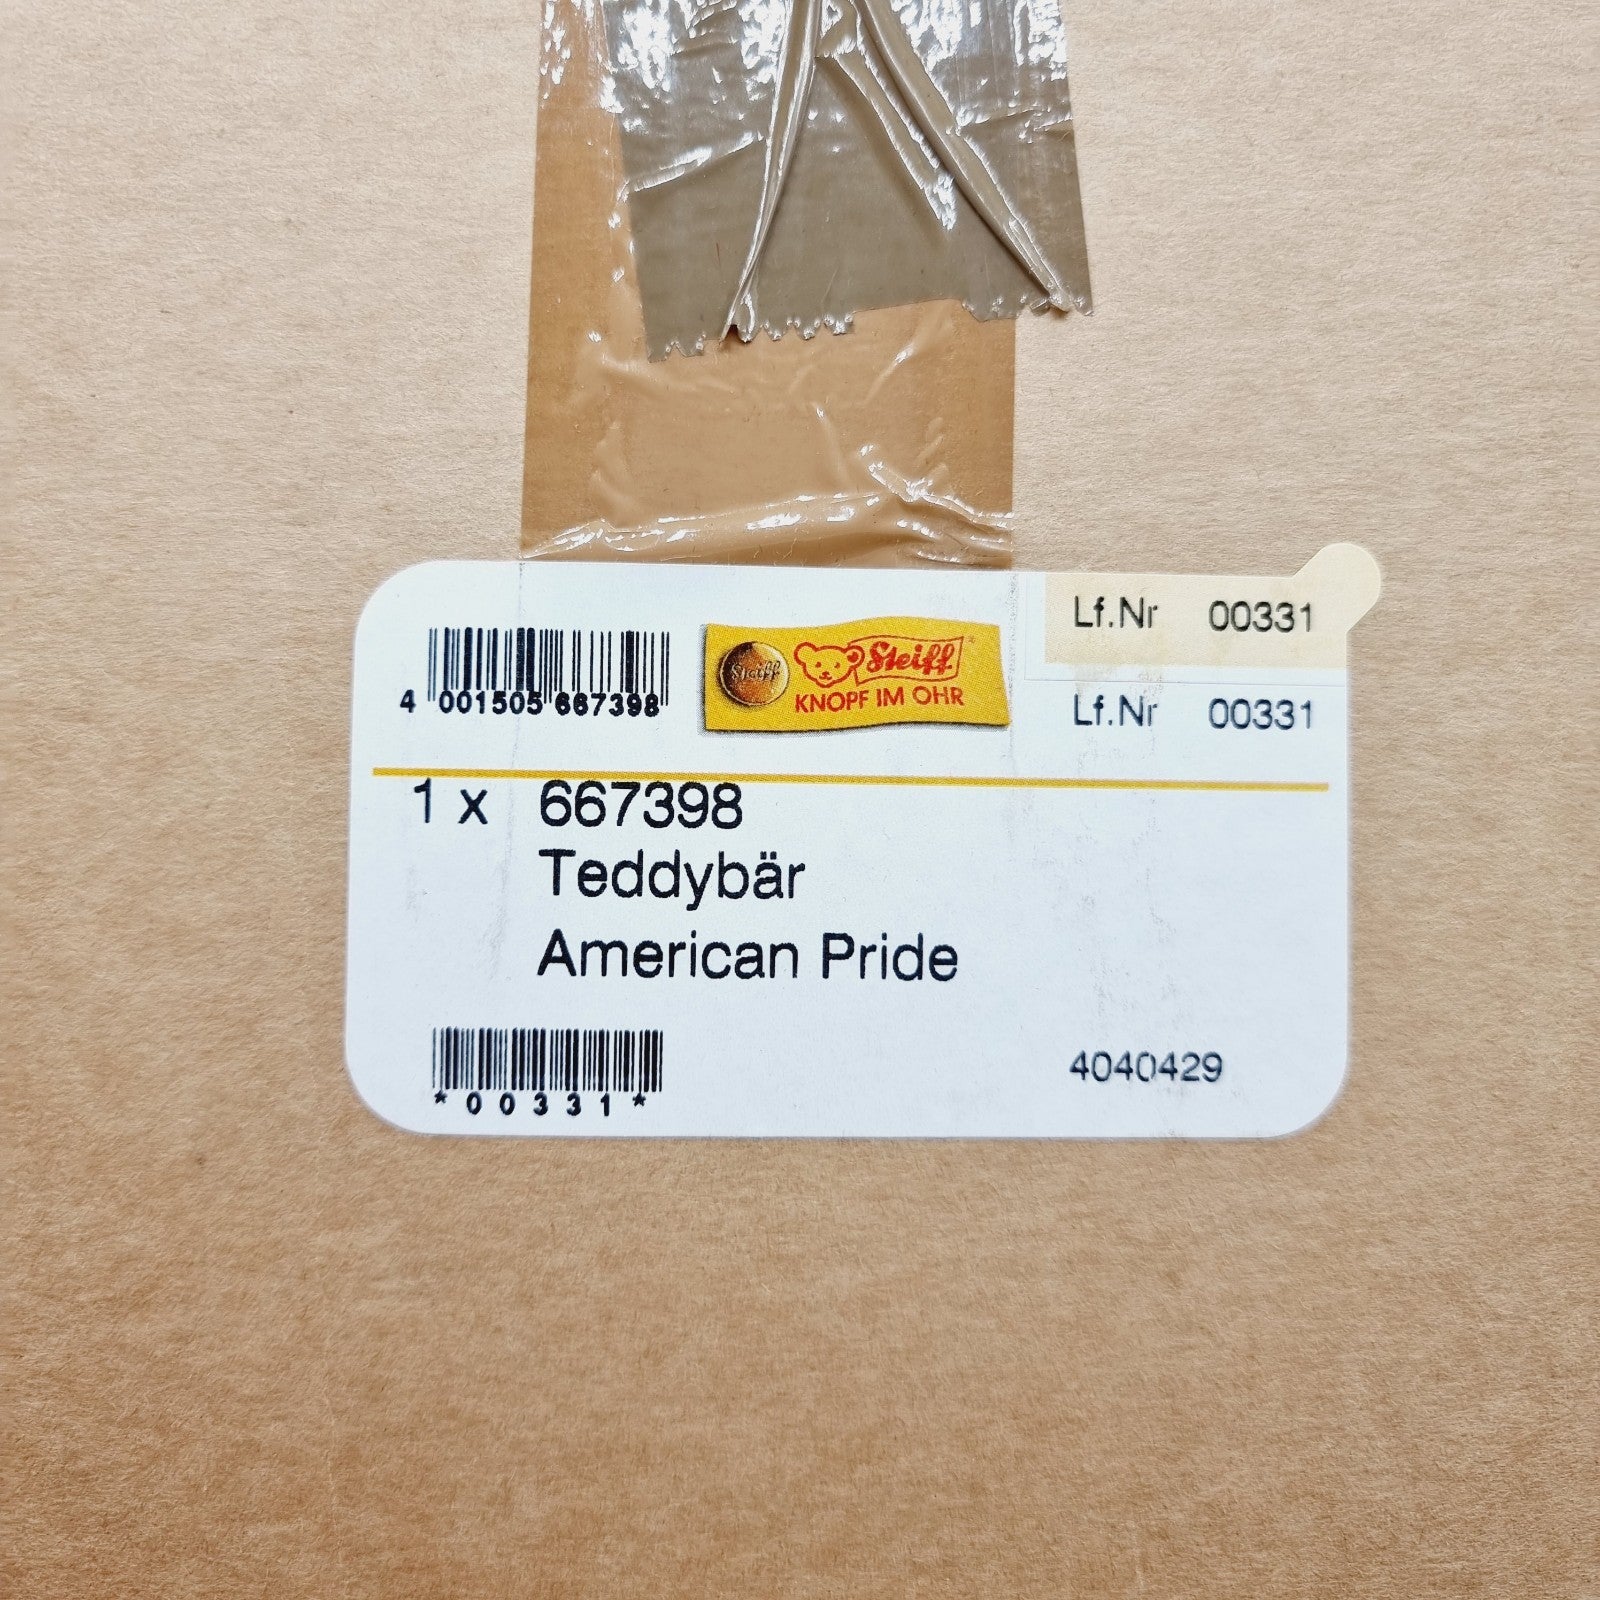 Lf.Nr 00331
4 001505 667398
Steiff
Steiff
KNOPF IM OHR
Lf.Nr 00331
1 x 667398
Teddybär
American Pride
*00331*
4040429